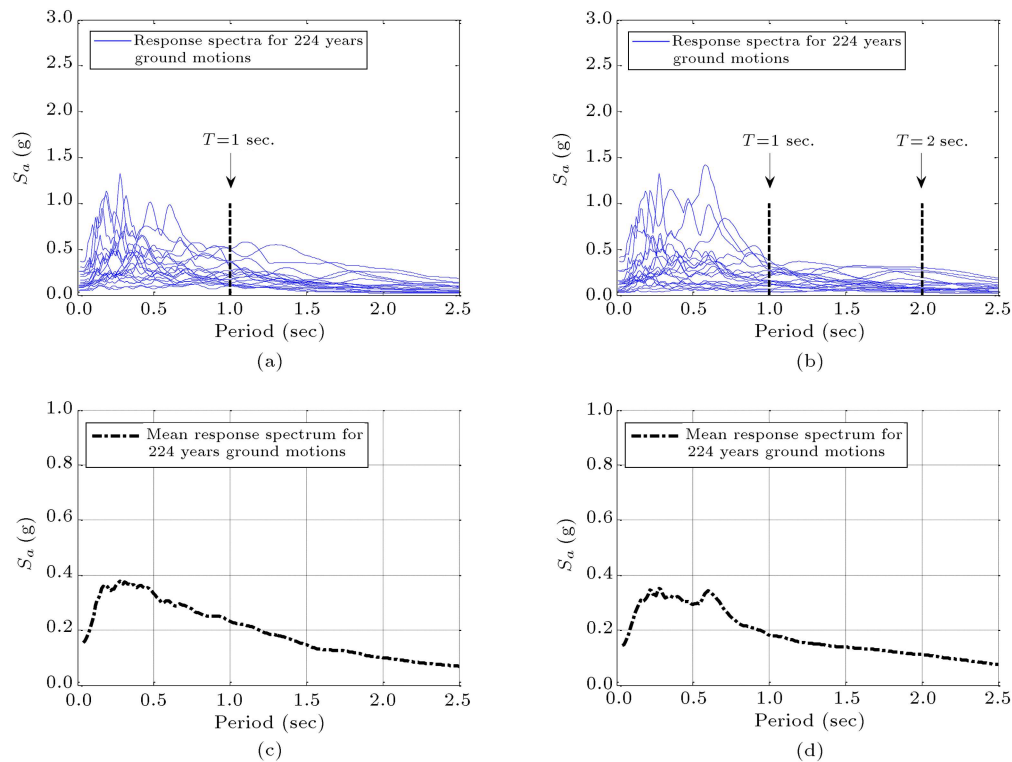 Response spectra for 224 years
ground motions
T=1 sec.
3.0
2.5
2.0
1.5
1.0
0.5
0.0
Sa (g)
0.0 0.5 1.0 1.5 2.0 2.5
Period (sec)
(a)
Response spectra for 224 years
ground motions
T=1 sec.
T=2 sec.
3.0
2.5
2.0
1.5
1.0
0.5
0.0
Sa (g)
0.0 0.5 1.0 1.5 2.0 2.5
Period (sec)
(b)
Mean response spectrum for
224 years ground motions
1.0
0.8
0.6
0.4
0.2
0.0
Sa (g)
0.0 0.5 1.0 1.5 2.0 2.5
Period (sec)
(c)
Mean response spectrum for
224 years ground motions
1.0
0.8
0.6
0.4
0.2
0.0
Sa (g)
0.0 0.5 1.0 1.5 2.0 2.5
Period (sec)
(d)